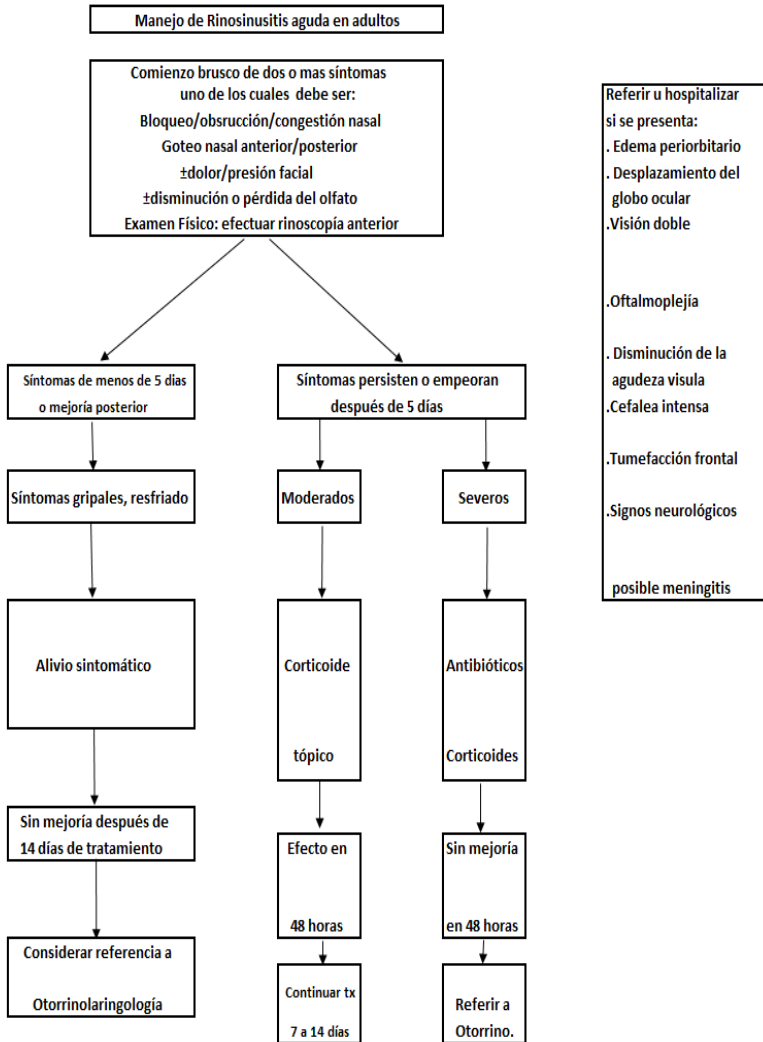 Manejo de Rinosinusitis aguda en adultos
Comienzo brusco de dos o mas síntomas
uno de los cuales debe ser:
Bloqueo/obsrucción/congestión nasal
Goteo nasal anterior/posterior
±dolor/presión facial
±disminución o pérdida del olfato
Examen Físico: efectuar rinoscopía anterior
Referir u hospitalizar
si se presenta:
. Edema periorbitario
. Desplazamiento del
globo ocular
.Visión doble
.Oftalmoplejía
. Disminución de la
agudeza visula
.Cefalea intensa
.Tumefacción frontal
.Signos neurológicos
posible meningitis
Síntomas de menos de 5 dias
o mejoría posterior
Síntomas persisten o empeoran
después de 5 días
Síntomas gripales, resfriado
Moderados
Severos
Alivio sintomático
Corticoide
tópico
Antibióticos
Corticoides
Sin mejoría después de
14 días de tratamiento
Efecto en
48 horas
Sin mejoría
en 48 horas
Considerar referencia a
Otorrinolaringología
Continuar tx
7 a 14 días
Referir a
Otorrino.